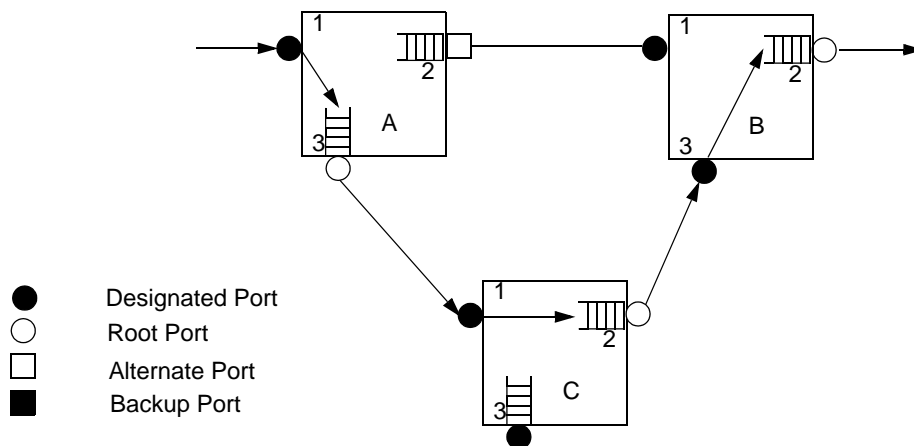 1
2
3
A
1
2
3
B
1
2
3
C
Designated Port
Root Port
Alternate Port
Backup Port